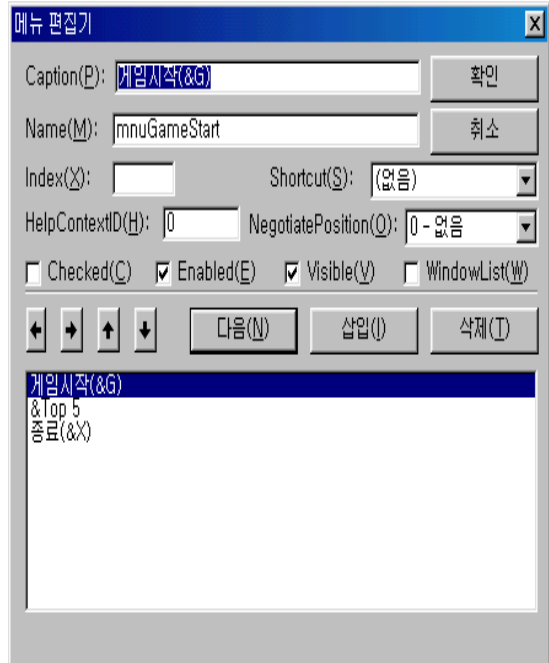 메뉴 편집기
Caption(P): 게임시작(&G) 확인
Name(M): mnuGameStart 취소
Index(X): Shortcut(S): (없음)
HelpContextID(H): 0 NegotiatePosition(O): 0 - 없음
Checked(C) Enabled(E) Visible(V) WindowList(W)
다음(N) 삽입(I) 삭제(T)
게임시작(&G)
&Top 5
종료(&X)